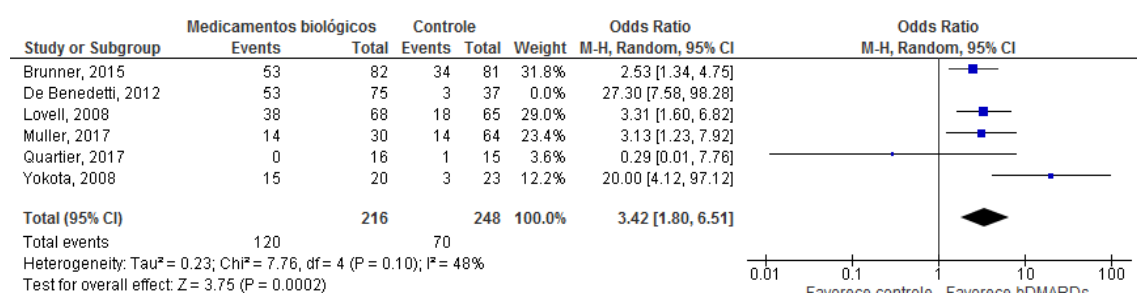 Medicamentos biológicos Controle Odds Ratio Odds Ratio
Study or Subgroup Events Total Events Total Weight M-H, Random, 95% CI M-H, Random, 95% CI
Brunner, 2015 53 82 34 81 31.8% 2.53 [1.34, 4.75]
De Benedetti, 2012 53 75 3 37 0.0% 27.30 [7.58, 98.28]
Lovell, 2008 38 68 18 65 29.0% 3.31 [1.60, 6.82]
Muller, 2017 14 30 14 64 23.4% 3.13 [1.23, 7.92]
Quartier, 2017 0 16 1 15 3.6% 0.29 [0.01, 7.76]
Yokota, 2008 15 20 3 23 12.2% 20.00 [4.12, 97.12]
Total (95% CI) 216 248 100.0% 3.42 [1.80, 6.51]
Total events 120 70
Heterogeneity: Tau² = 0.23; Chi² = 7.76, df = 4 (P = 0.10); I² = 48%
Test for overall effect: Z = 3.75 (P = 0.0002)
0.01 0.1 1 10 100
Favorece controle Favorece bDMARDs